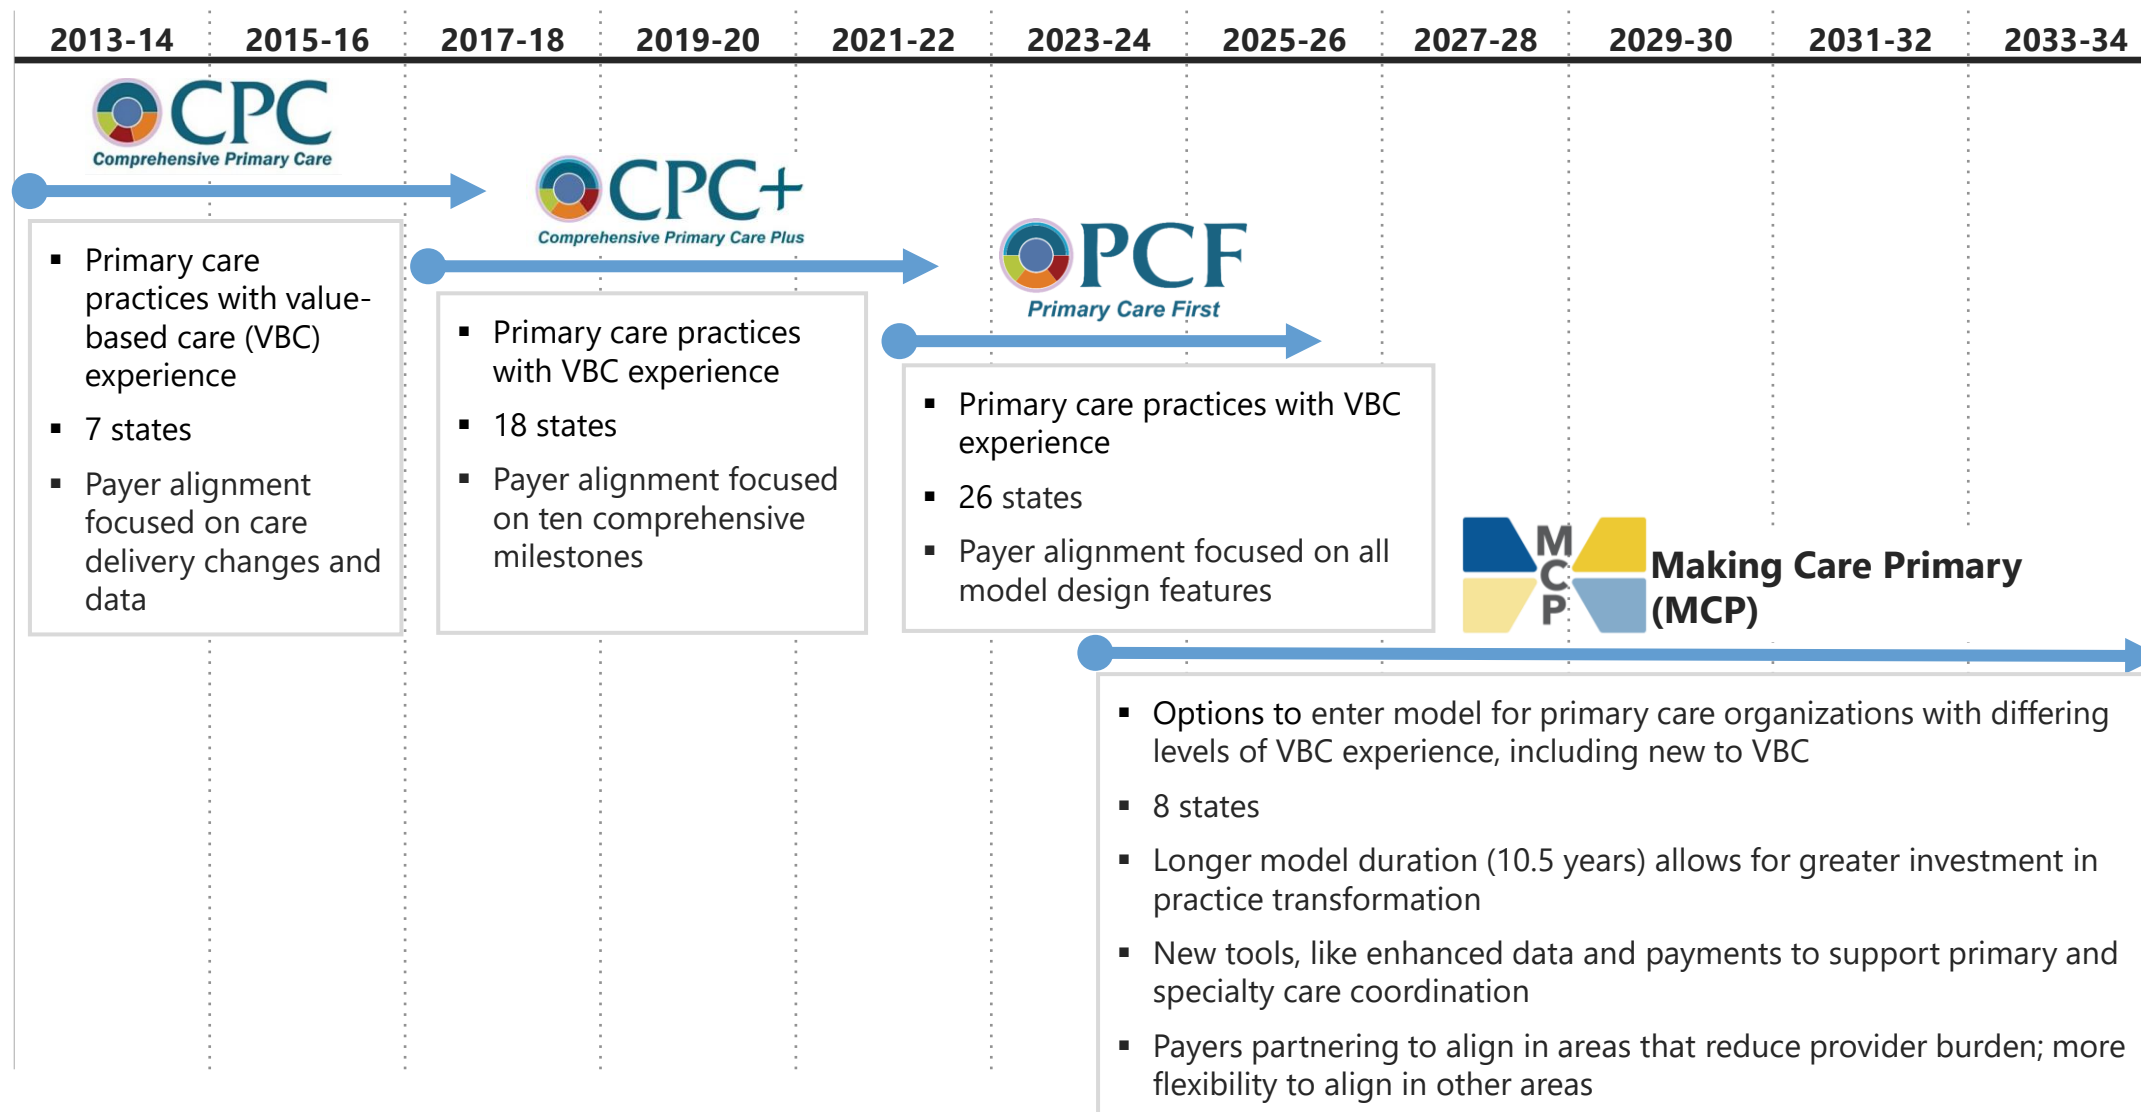 2013-14 2015-16 2017-18 2019-20 2021-22 2023-24 2025-26 2027-28 2029-30 2031-32 2033-34
CPC
Comprehensive Primary Care
▪ Primary care
practices with value-
based care (VBC)
experience
▪ 7 states
▪ Payer alignment
focused on care
delivery changes and
data
CPC+
Comprehensive Primary Care Plus
▪ Primary care practices
with VBC experience
▪ 18 states
▪ Payer alignment focused
on ten comprehensive
milestones
PCF
Primary Care First
▪ Primary care practices with VBC
experience
▪ 26 states
▪ Payer alignment focused on all
model design features
M
C
P
Making Care Primary
(MCP)
▪ Options to enter model for primary care organizations with differing
levels of VBC experience, including new to VBC
▪ 8 states
▪ Longer model duration (10.5 years) allows for greater investment in
practice transformation
▪ New tools, like enhanced data and payments to support primary and
specialty care coordination
▪ Payers partnering to align in areas that reduce provider burden; more
flexibility to align in other areas